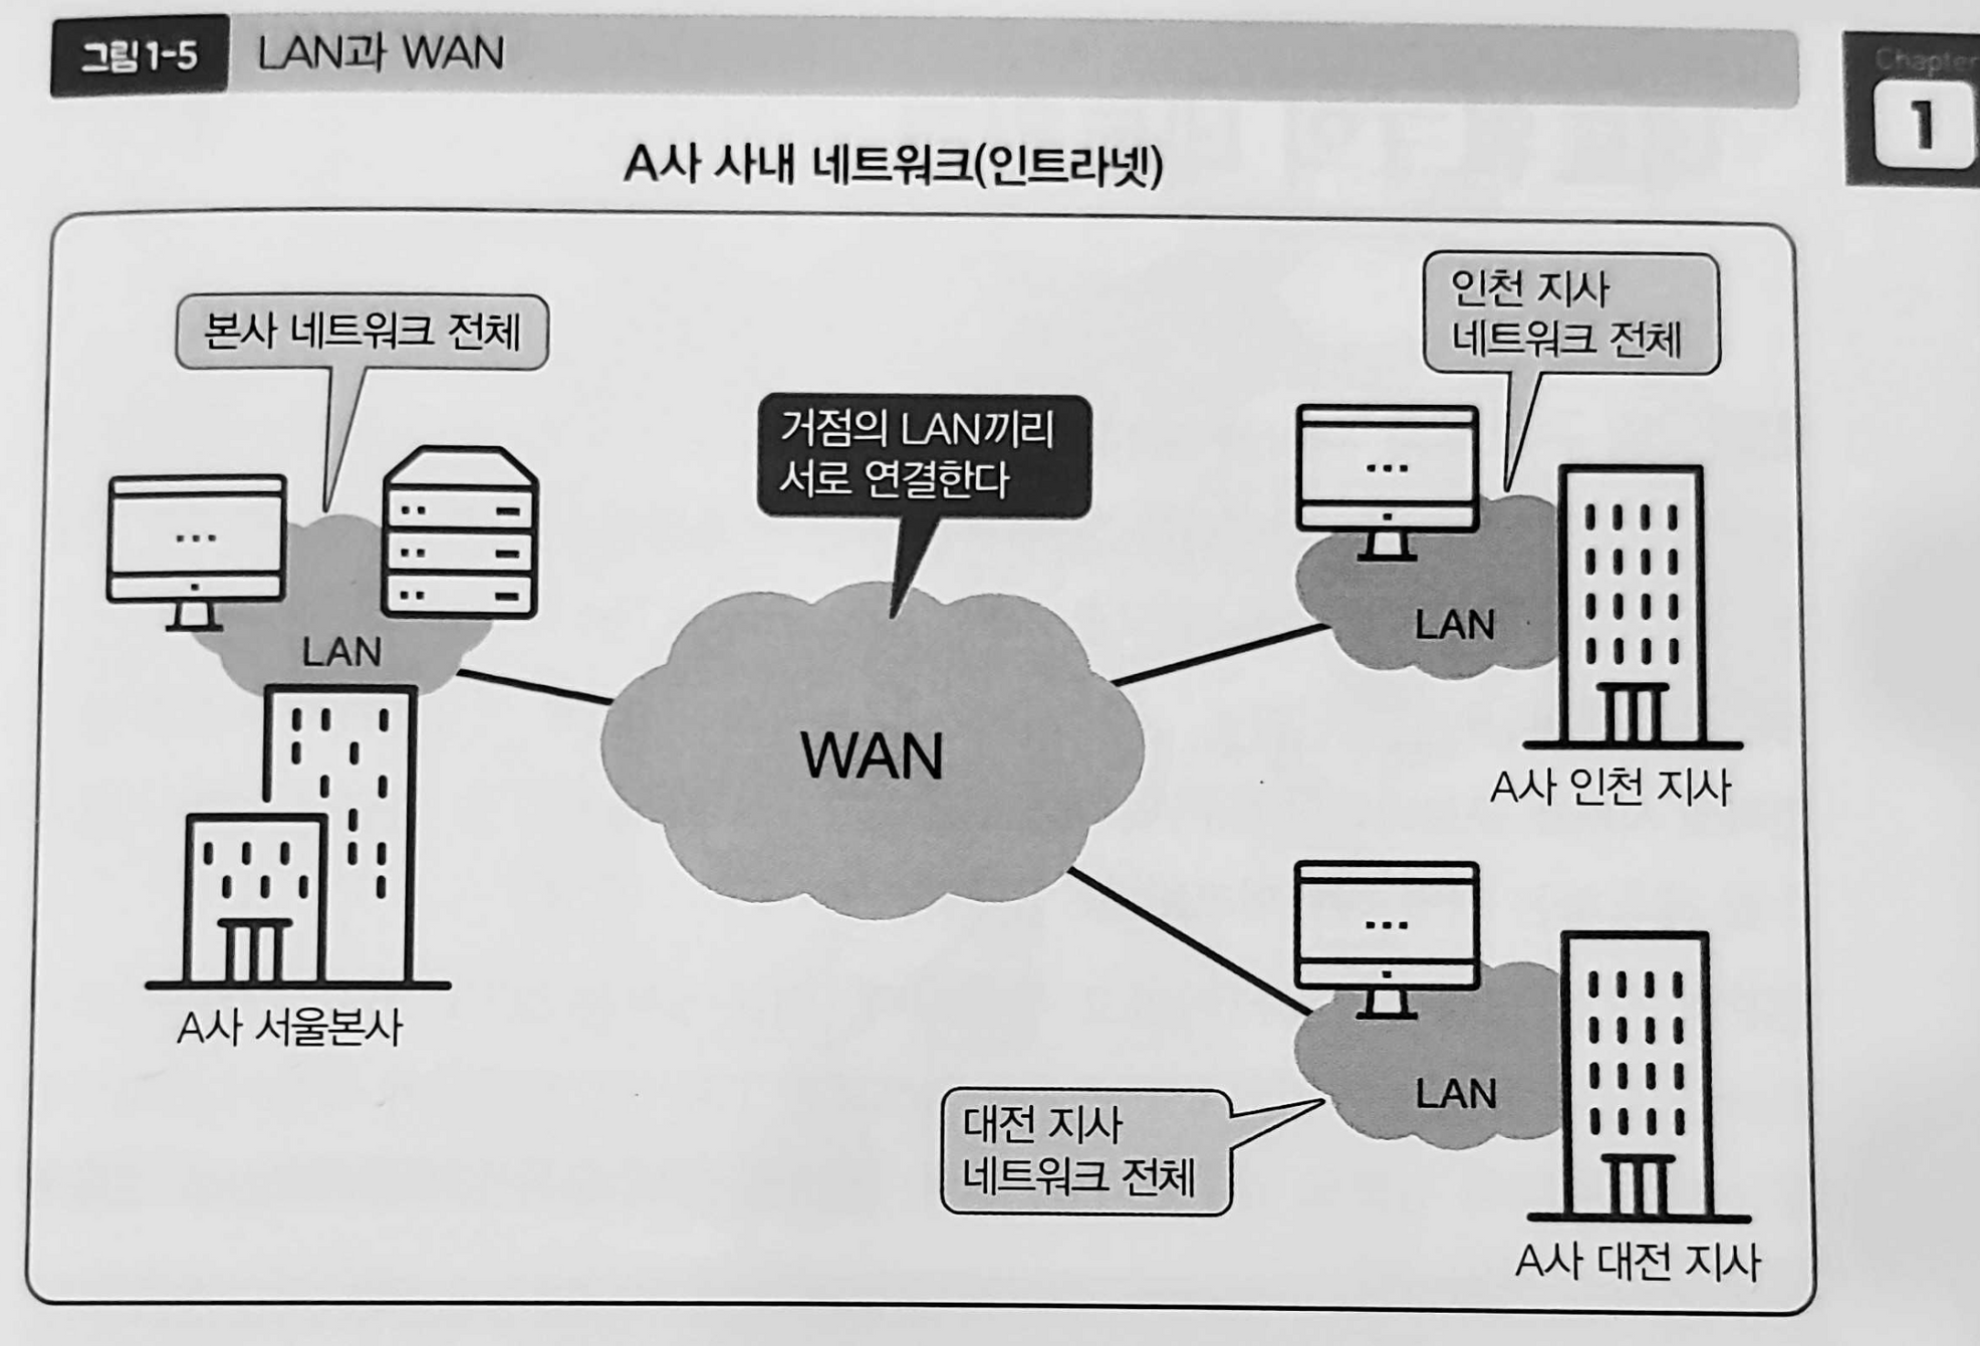 그림 1-5 LAN과 WAN
Chapter
1
A사 사내 네트워크(인트라넷)
본사 네트워크 전체
인천 지사
네트워크 전체
거점의 LAN끼리
서로 연결한다
LAN
LAN
WAN
A사 인천 지사
A사 서울본사
LAN
대전 지사
네트워크 전체
A사 대전 지사